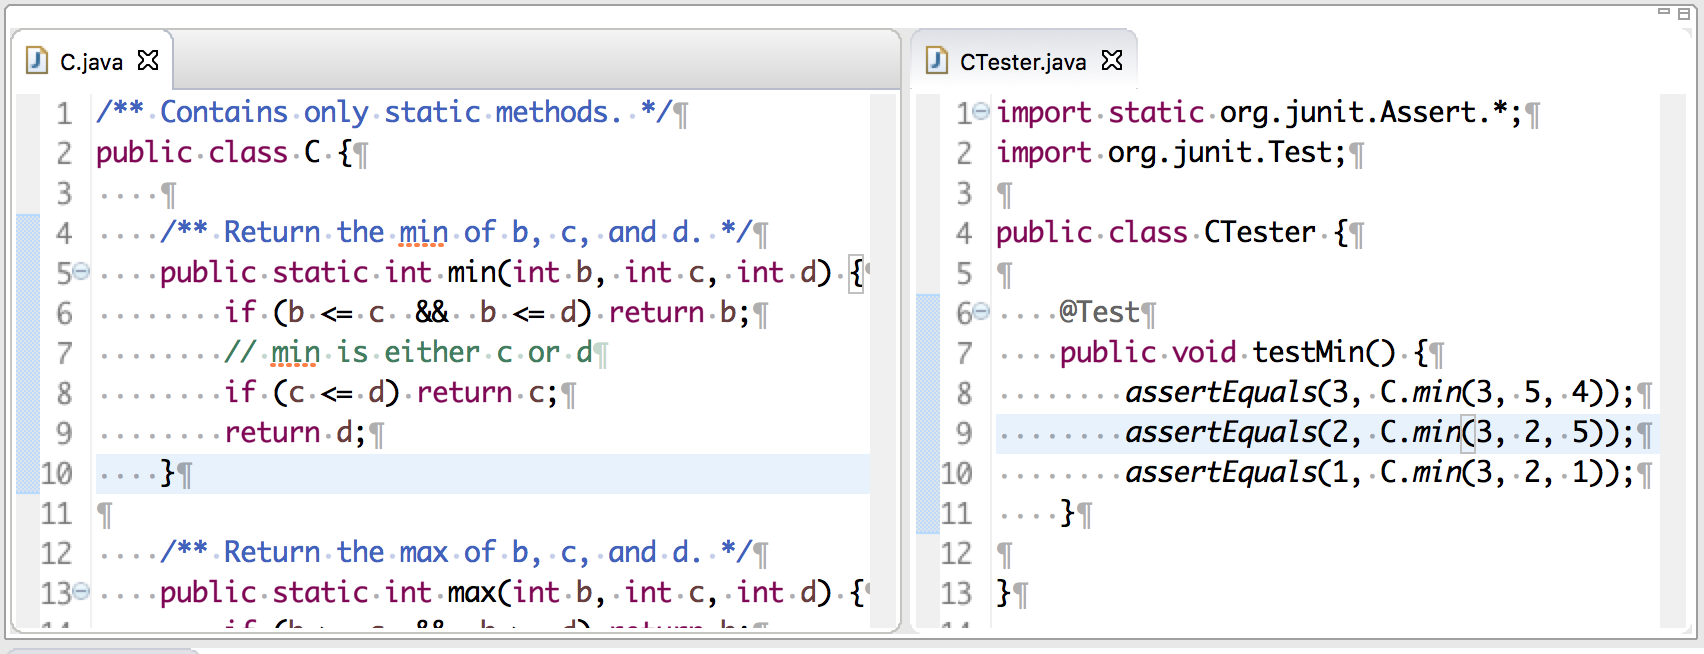 C.java
1 /** Contains only static methods. */
2 public class C {
3
4 /** Return the min of b, c, and d. */
5 public static int min(int b, int c, int d) {
6 if (b <= c && b <= d) return b;
7 // min is either c or d
8 if (c <= d) return c;
9 return d;
10 }
11
12 /** Return the max of b, c, and d. */
13 public static int max(int b, int c, int d) {
CTester.java
1 import static org.junit.Assert.*;
2 import org.junit.Test;
3
4 public class CTester {
5
6 @Test
7 public void testMin() {
8 assertEquals(3, C.min(3, 5, 4));
9 assertEquals(2, C.min(3, 2, 5));
10 assertEquals(1, C.min(3, 2, 1));
11 }
12
13 }